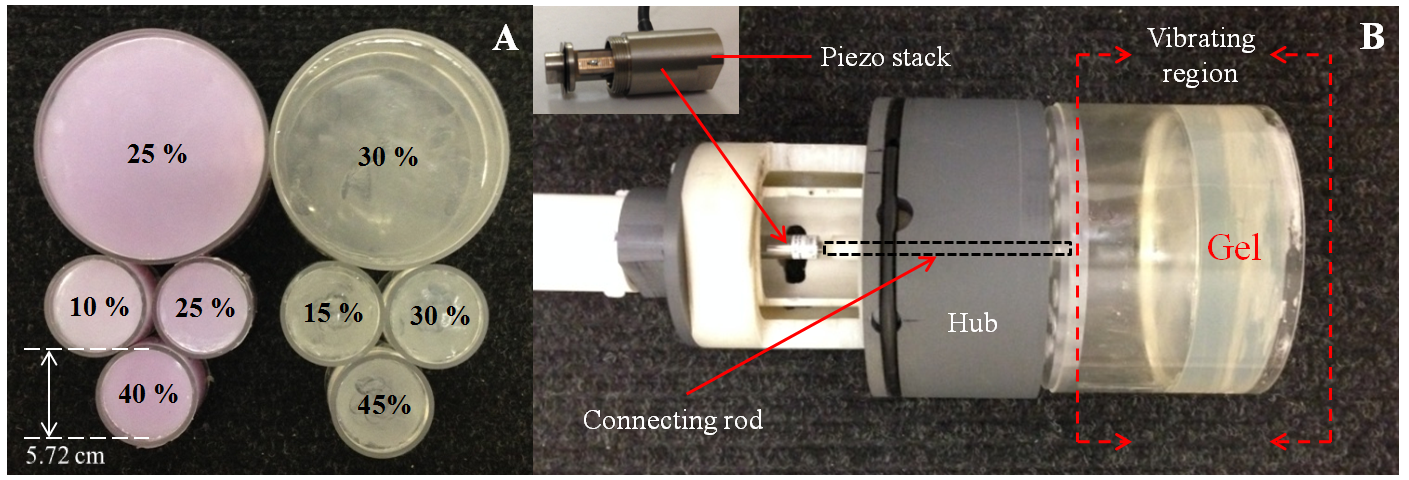 A
25 %
30 %
10 %
25 %
15 %
30 %
40 %
45%
5.72 cm
B
Piezo stack
Vibrating
region
Gel
Hub
Connecting rod